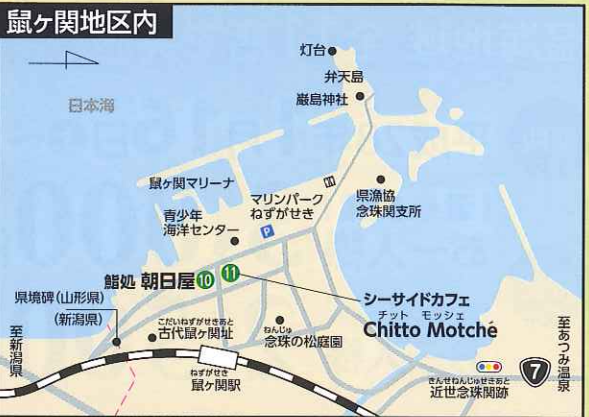 鼠ヶ関地区内
灯台
弁天島
厳島神社
日本海
鼠ヶ関マリーナ
マリンパーク
ねずがせき
県漁協
念珠関支所
青少年
海洋センター
P
鮨処 朝日屋 10
11
シーサイドカフェ
チット モッシェ
Chitto Motché
県境碑(山形県)
(新潟県)
至新潟県
こだいねずがせきあと
古代鼠ヶ関址
ねんじゅ
念珠の松庭園
ねずがせき
鼠ヶ関駅
至あつみ温泉
7
きんせねんじゅせきあと
近世念珠関跡